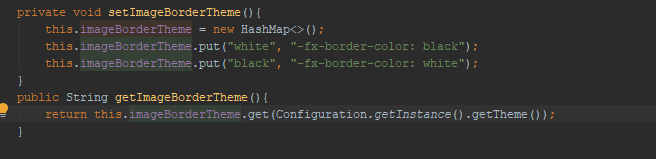 private void setImageBorderTheme(){
this.imageBorderTheme = new HashMap<>();
this.imageBorderTheme.put("white", "-fx-border-color: black");
this.imageBorderTheme.put("black", "-fx-border-color: white");
}
public String getImageBorderTheme(){
return this.imageBorderTheme.get(Configuration.getInstance().getTheme());
}